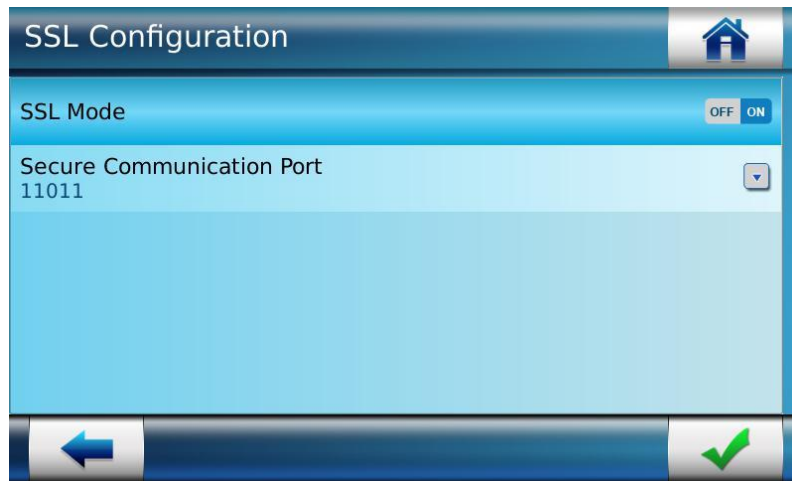 SSL Configuration
SSL Mode
OFF ON
Secure Communication Port
11011